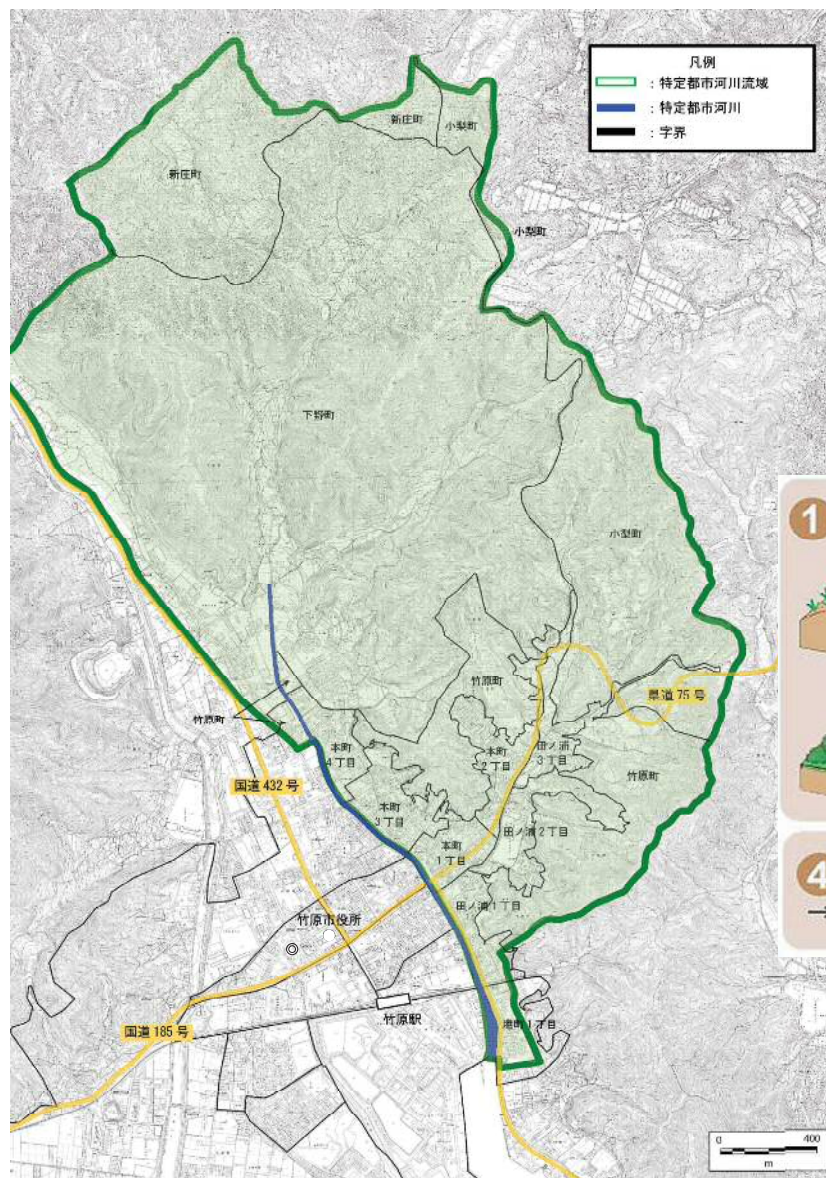 凡例
：特定都市河川流域
：特定都市河川
：字界
新庄町
小梨町
新庄町
小梨町
下野町
小梨町
竹原町
県道 75 号
竹原町
本町
4丁目
本町
2丁目
田ノ浦
3丁目
竹原町
国道 432 号
本町
3丁目
田ノ浦2丁目
本町
1丁目
田ノ浦1丁目
竹原市役所
竹原駅
港町1丁目
国道 185 号
0
400
m
1
4